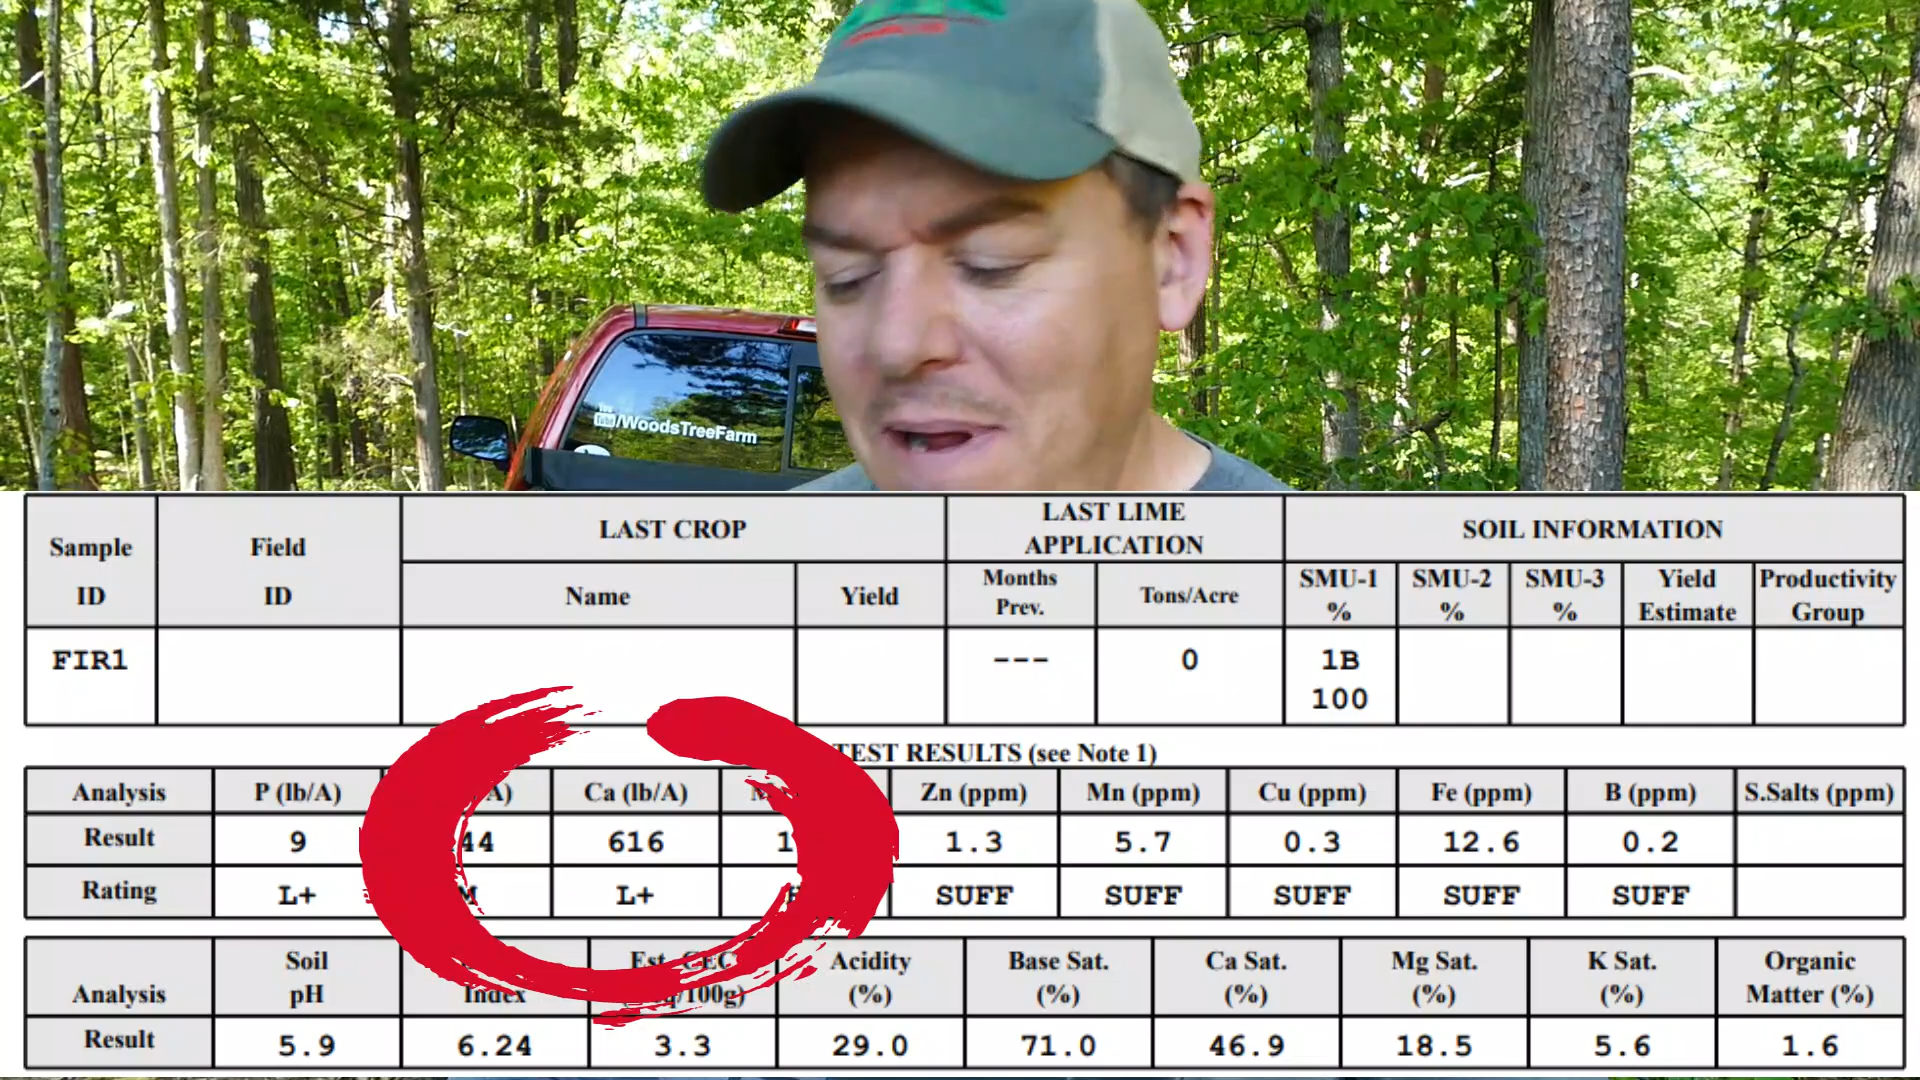 /WoodsTreeFarm
Sample ID Field ID LAST CROP LAST LIME APPLICATION SOIL INFORMATION
Name Yield Months Prev. Tons/Acre SMU-1 % SMU-2 % SMU-3 % Yield Estimate Productivity Group
FIR1 --- 0 1B 100
TEST RESULTS (see Note 1)
Analysis P (lb/A) Ca (lb/A) Zn (ppm) Mn (ppm) Cu (ppm) Fe (ppm) B (ppm) S.Salts (ppm)
Result 9 44 616 1.3 5.7 0.3 12.6 0.2
Rating L+ M L+ SUFF SUFF SUFF SUFF SUFF
Analysis Soil pH Index Est. CEC Acidity (%) Base Sat. (%) Ca Sat. (%) Mg Sat. (%) K Sat. (%) Organic Matter (%)
Result 5.9 6.24 3.3 29.0 71.0 46.9 18.5 5.6 1.6